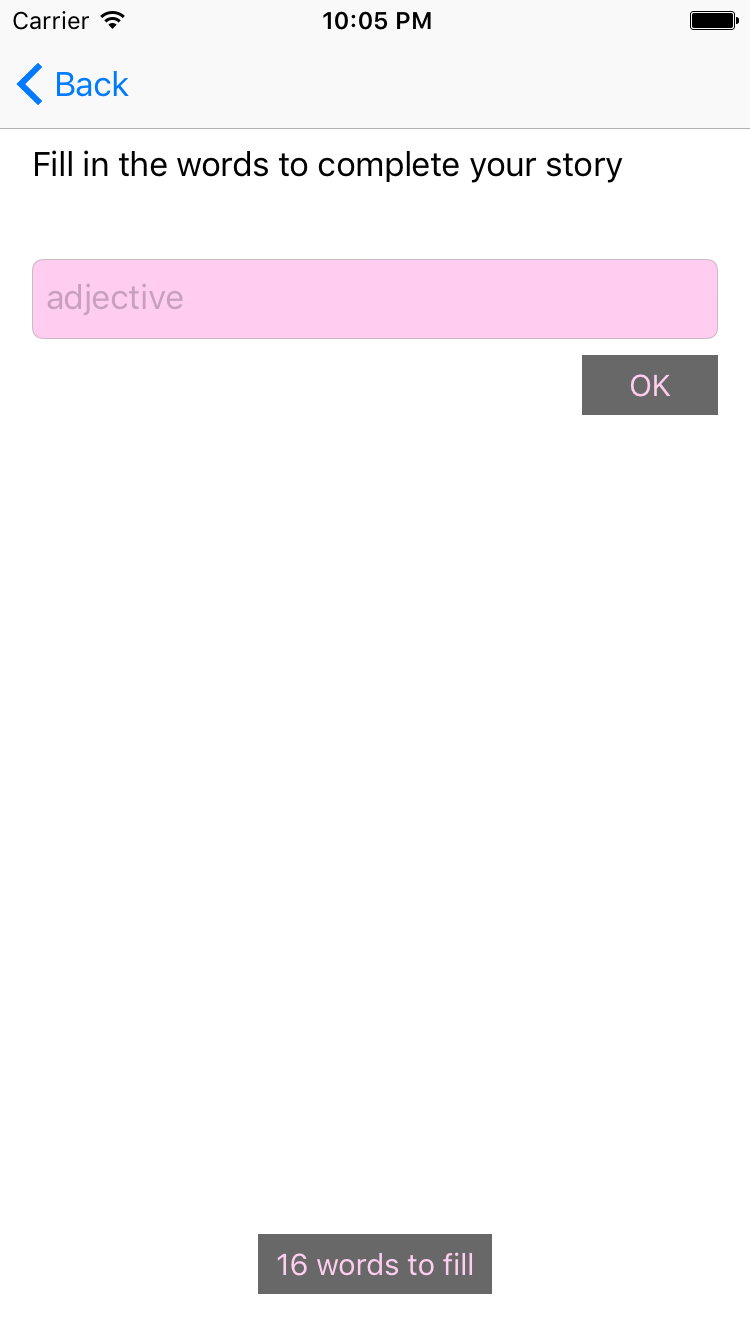 Carrier 10:05 PM
Back
Fill in the words to complete your story
adjective
OK
16 words to fill